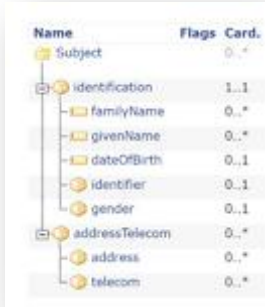 Name Flags Card.
Subject 0..*
identification 1..1
familyName 0..*
givenName 0..*
dateOfBirth 0..1
identifier 0..1
gender 0..1
addressTelecom 0..*
address 0..*
telecom 0..*